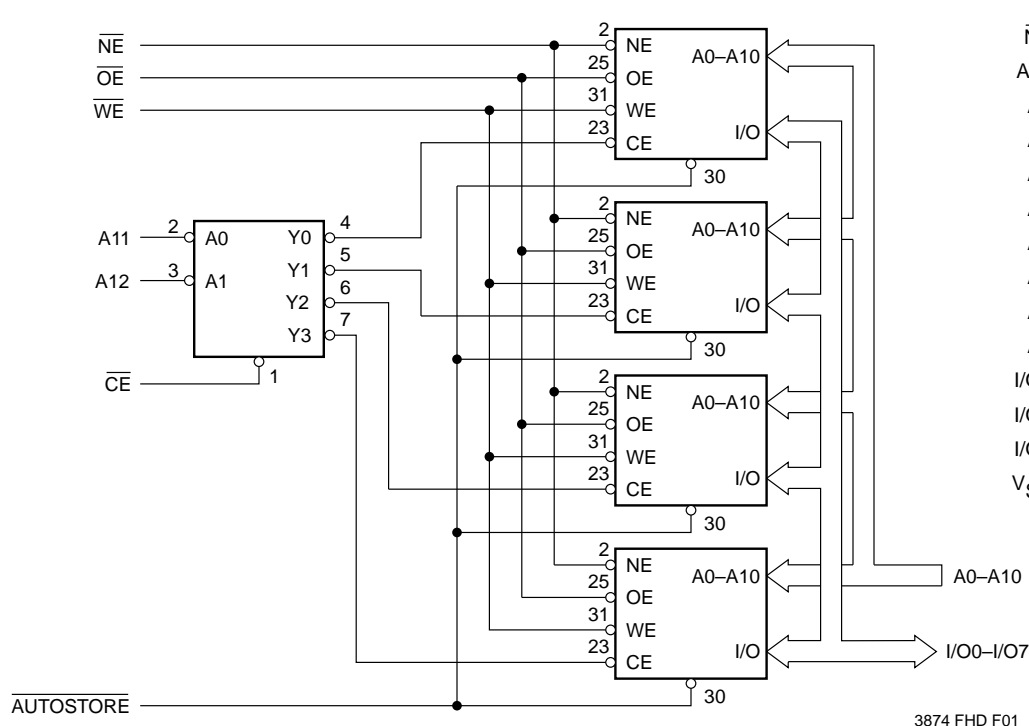 NE
OE
WE
A11
A12
CE
AUTOSTORE
2 A0 Y0 4
3 A1 Y1 5
Y2 6
Y3 7
1
2 NE A0–A10
25 OE
31 WE I/O
23 CE
30
2 NE A0–A10
25 OE
31 WE I/O
23 CE
30
2 NE A0–A10
25 OE
31 WE I/O
23 CE
30
2 NE A0–A10
25 OE
31 WE I/O
23 CE
30
A0–A10
I/O0–I/O7
3874 FHD F01